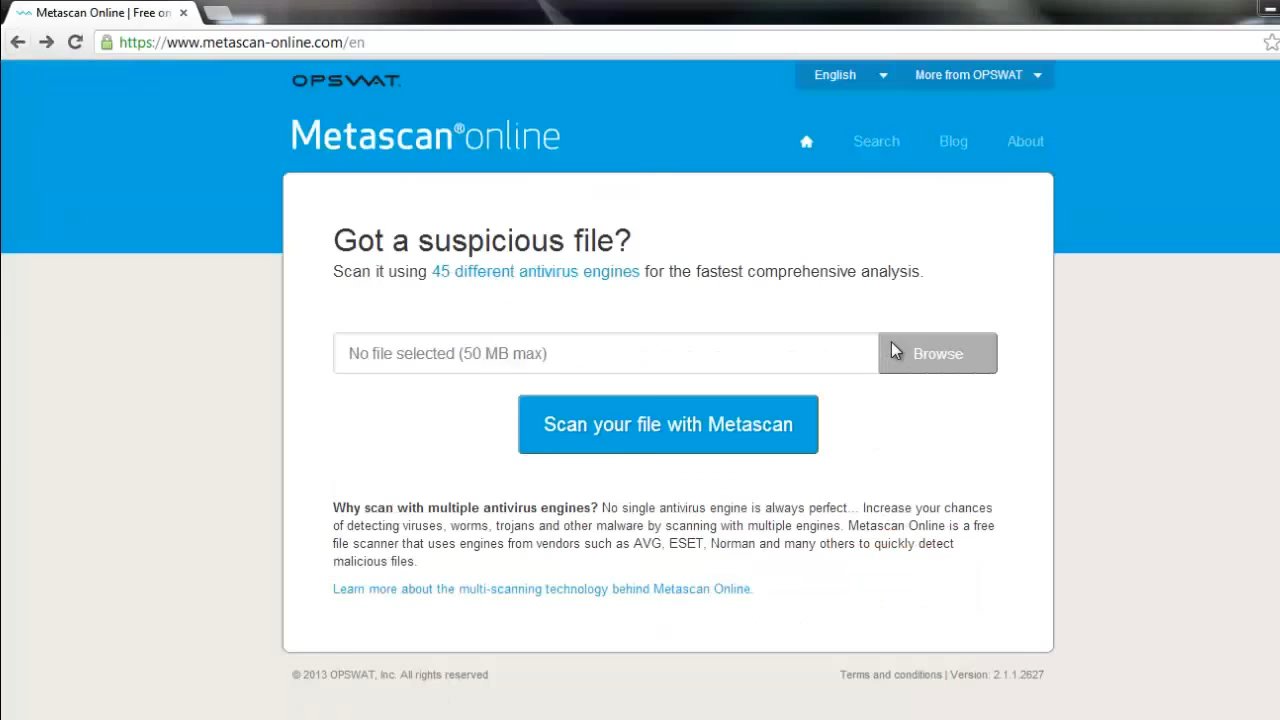 Metascan Online | Free on
https://www.metascan-online.com/en
OPSWAT.
English
More from OPSWAT
Metascan®online
Search
Blog
About
Got a suspicious file?
Scan it using 45 different antivirus engines for the fastest comprehensive analysis.
No file selected (50 MB max)
Browse
Scan your file with Metascan
Why scan with multiple antivirus engines? No single antivirus engine is always perfect... Increase your chances
of detecting viruses, worms, trojans and other malware by scanning with multiple engines. Metascan Online is a free
file scanner that uses engines from vendors such as AVG, ESET, Norman and many others to quickly detect
malicious files.
Learn more about the multi-scanning technology behind Metascan Online.
© 2013 OPSWAT, Inc. All rights reserved
Terms and conditions | Version: 2.1.1.2627